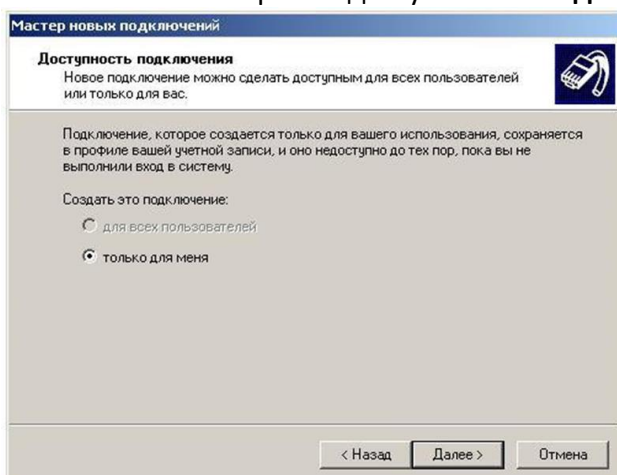 Мастер новых подключений
Доступность подключения
Новое подключение можно сделать доступным для всех пользователей
или только для вас.
Подключение, которое создается только для вашего использования, сохраняется
в профиле вашей учетной записи, и оно недоступно до тех пор, пока вы не
выполнили вход в систему.
Создать это подключение:
для всех пользователей
только для меня
< Назад
Далее >
Отмена